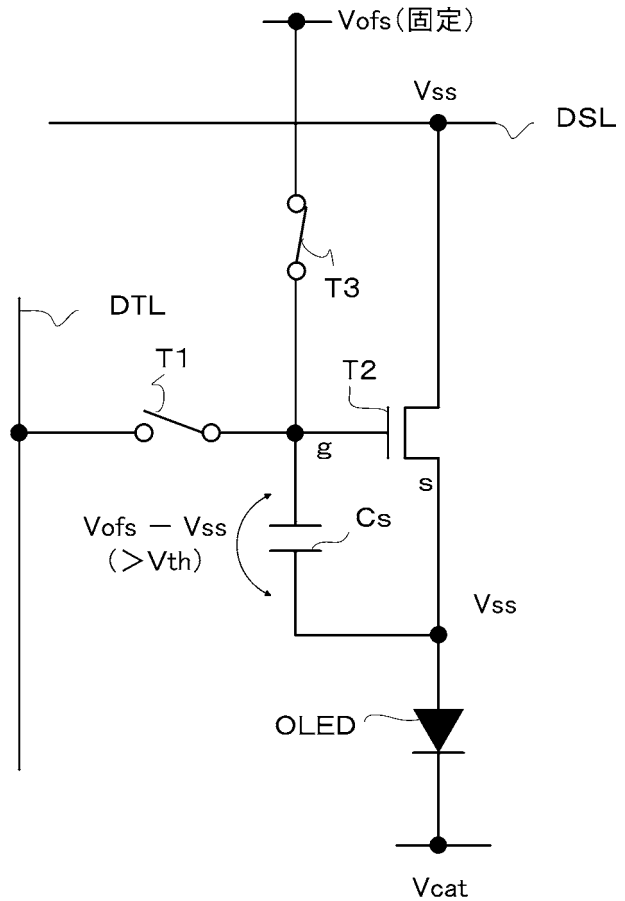 Vofs(固定)
Vss
DSL
T3
DTL
T1
T2
g
s
Vofs − Vss
(>Vth)
Cs
Vss
OLED
Vcat